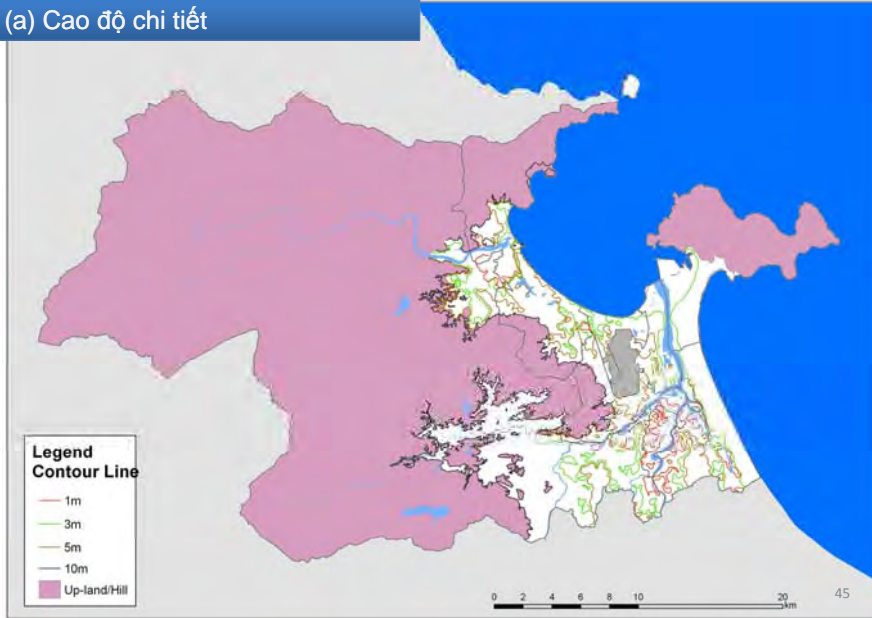 (a) Cao độ chi tiết
Legend
Contour Line
1m
3m
5m
10m
Up-land/Hill
0 2 4 6 8 10 20
km
45